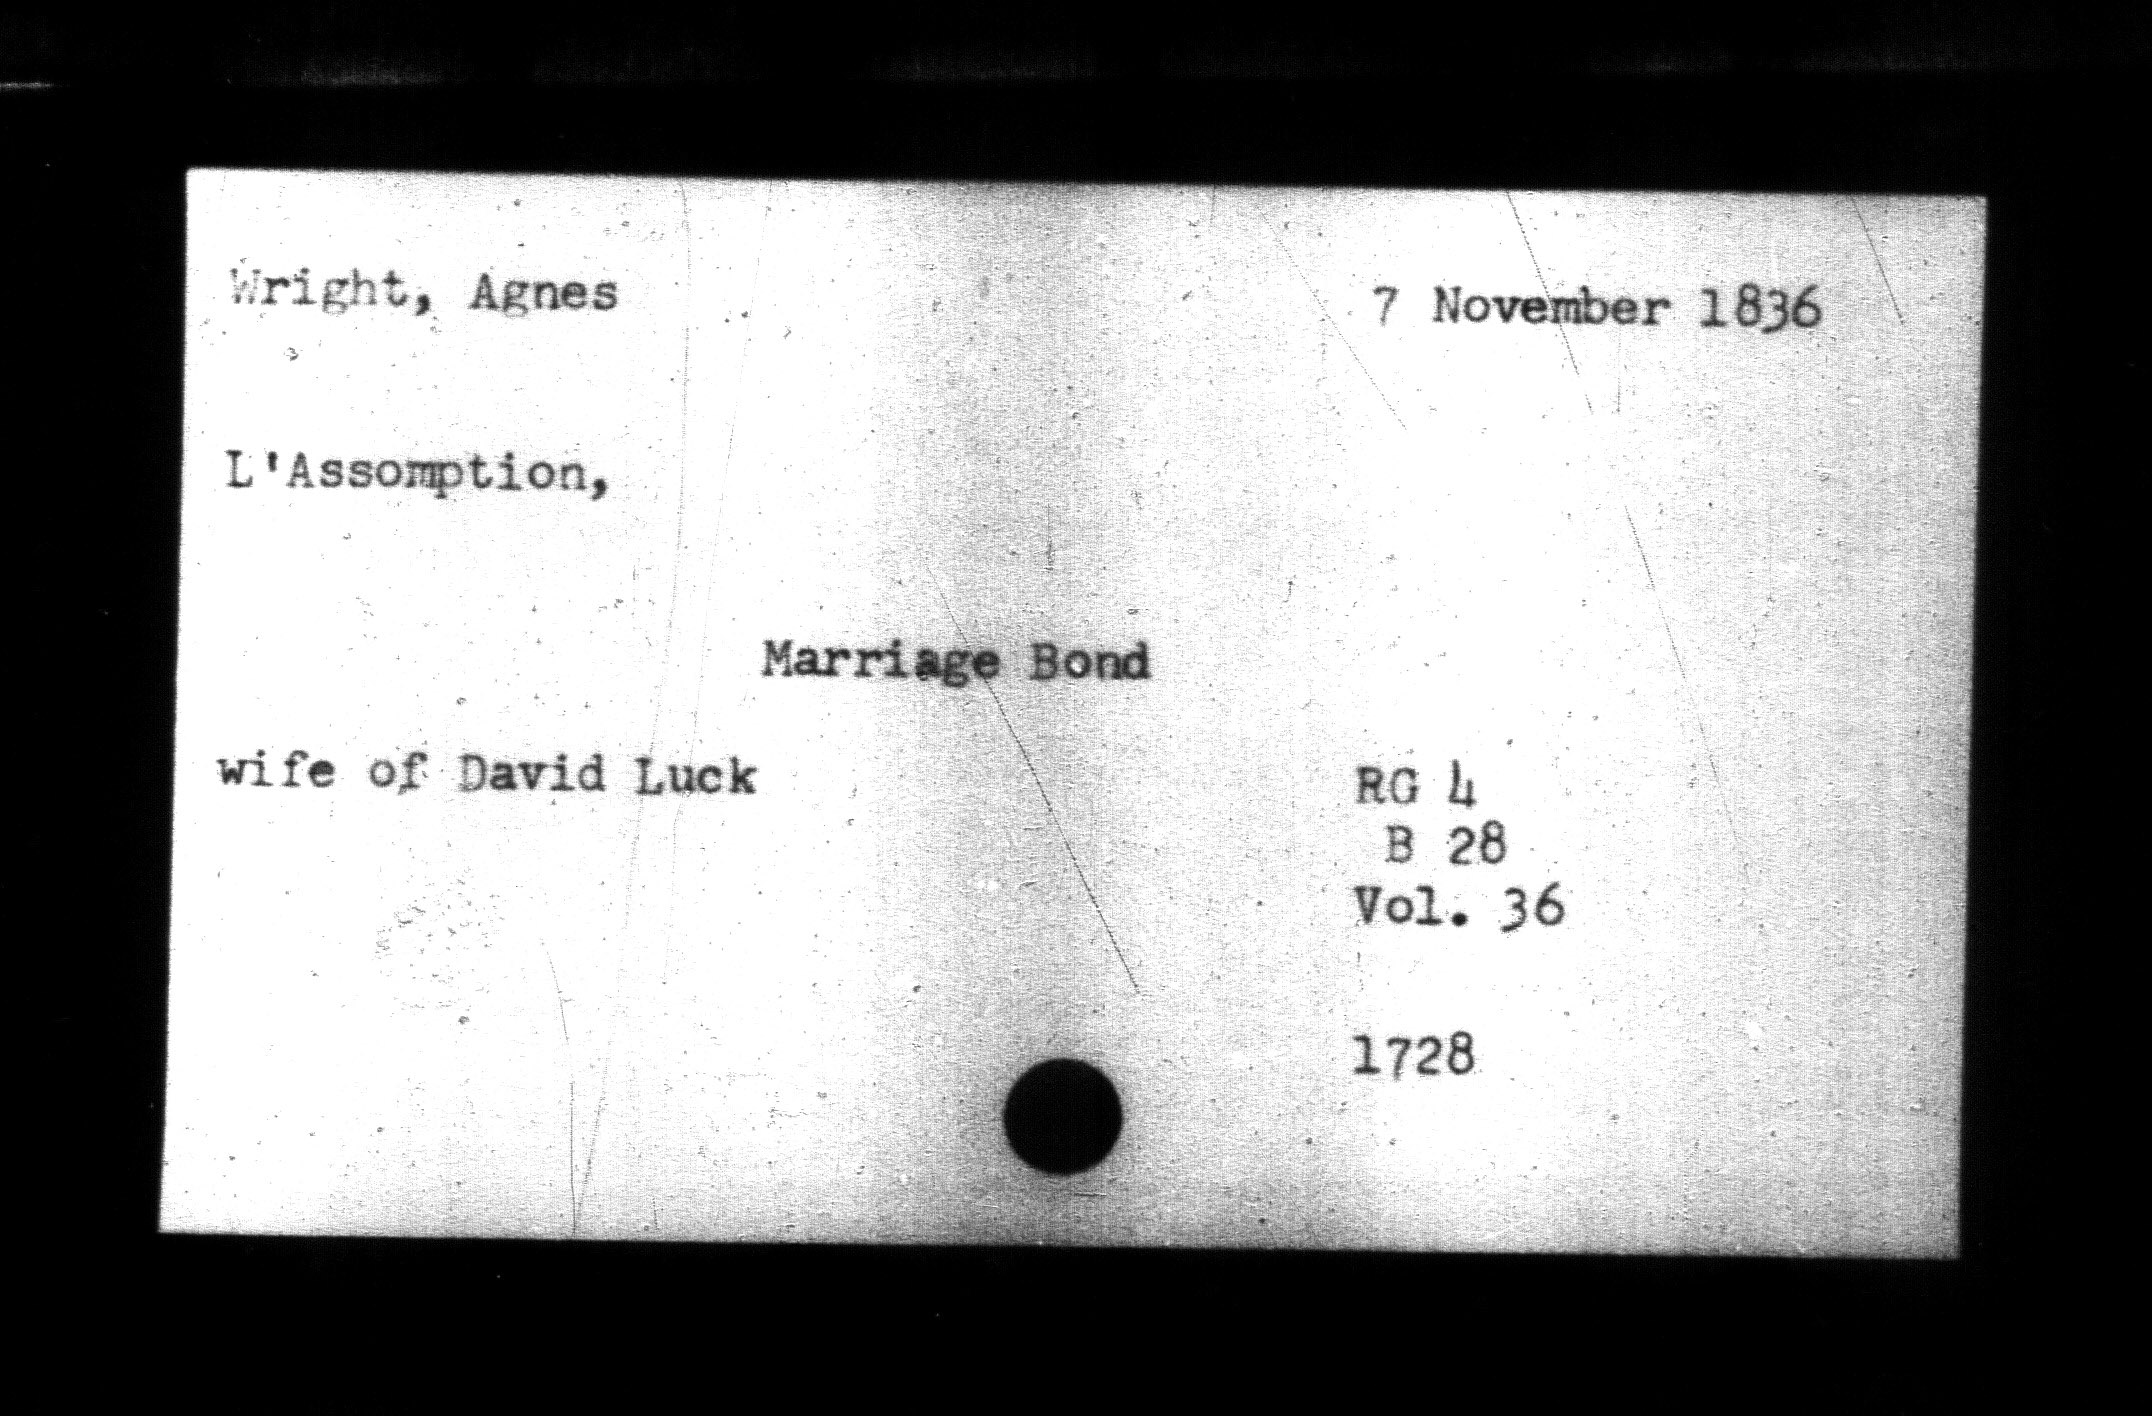 Wright, Agnes
7 November 1836
L'Assomption,
Marriage Bond
wife of David Luck
RG 4
B 28
Vol. 36
1728